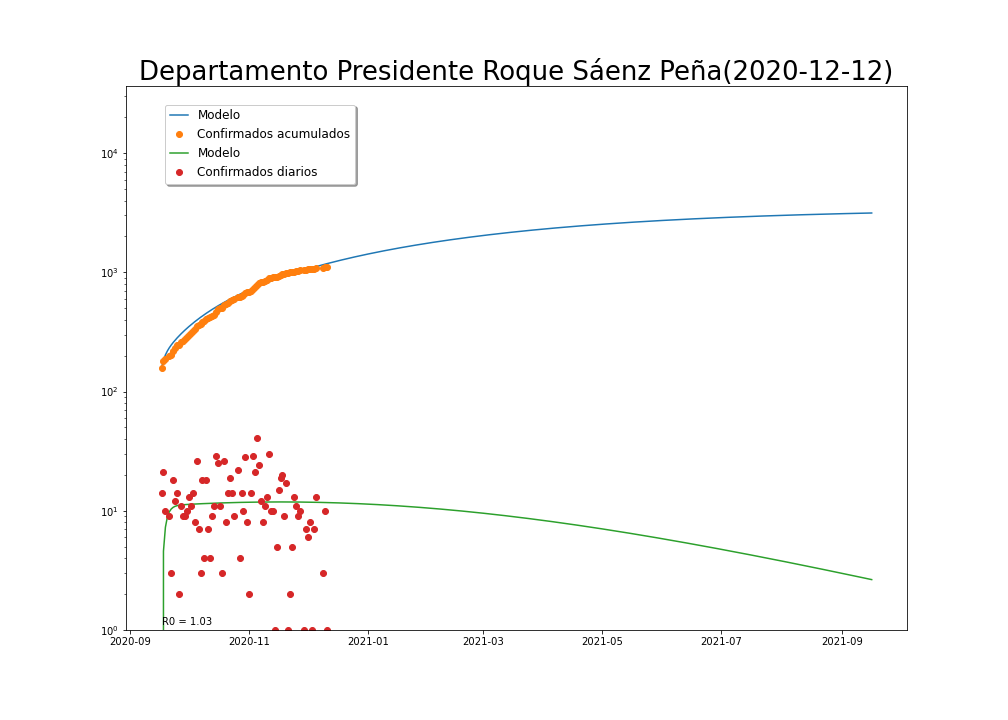 Departamento Presidente Roque Sáenz Peña(2020-12-12)
Modelo
Confirmados acumulados
Modelo
Confirmados diarios
10⁴
10³
10²
10¹
10⁰
R0 = 1.03
2020-09 2020-11 2021-01 2021-03 2021-05 2021-07 2021-09